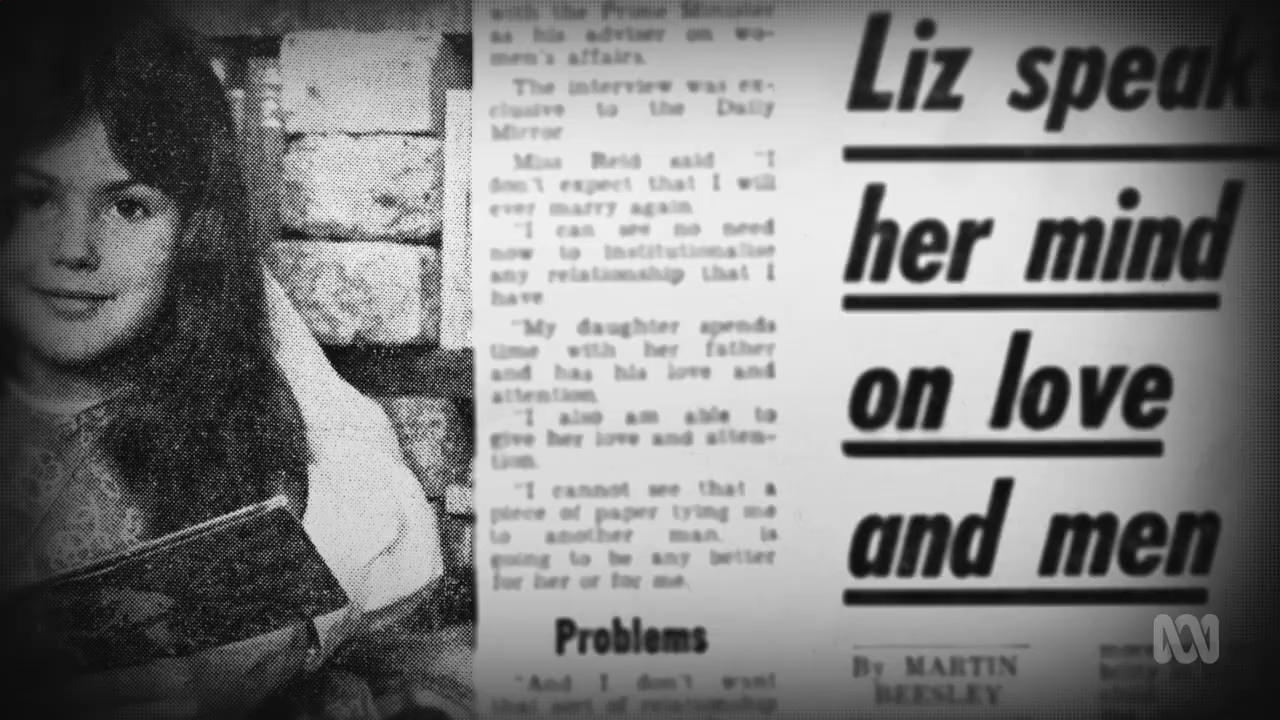 with the Prime Minister
as his adviser on wo-
men's affairs.
The interview was ex-
clusive to the Daily
Mirror
Miss Reid said "I
don't expect that I will
ever marry again
"I can see no need
now to institutionalise
any relationship that I
have
"My daughter spends
time with her father
and has his love and
attention.
"I also am able to
give her love and atten-
tion.
"I cannot see that a
piece of paper tying me
to another man is
going to be any better
for her or for me.
Problems
"And I don't want
that sort of relationship
Liz speak
her mind
on love
and men
By MARTIN
BEESLEY
more